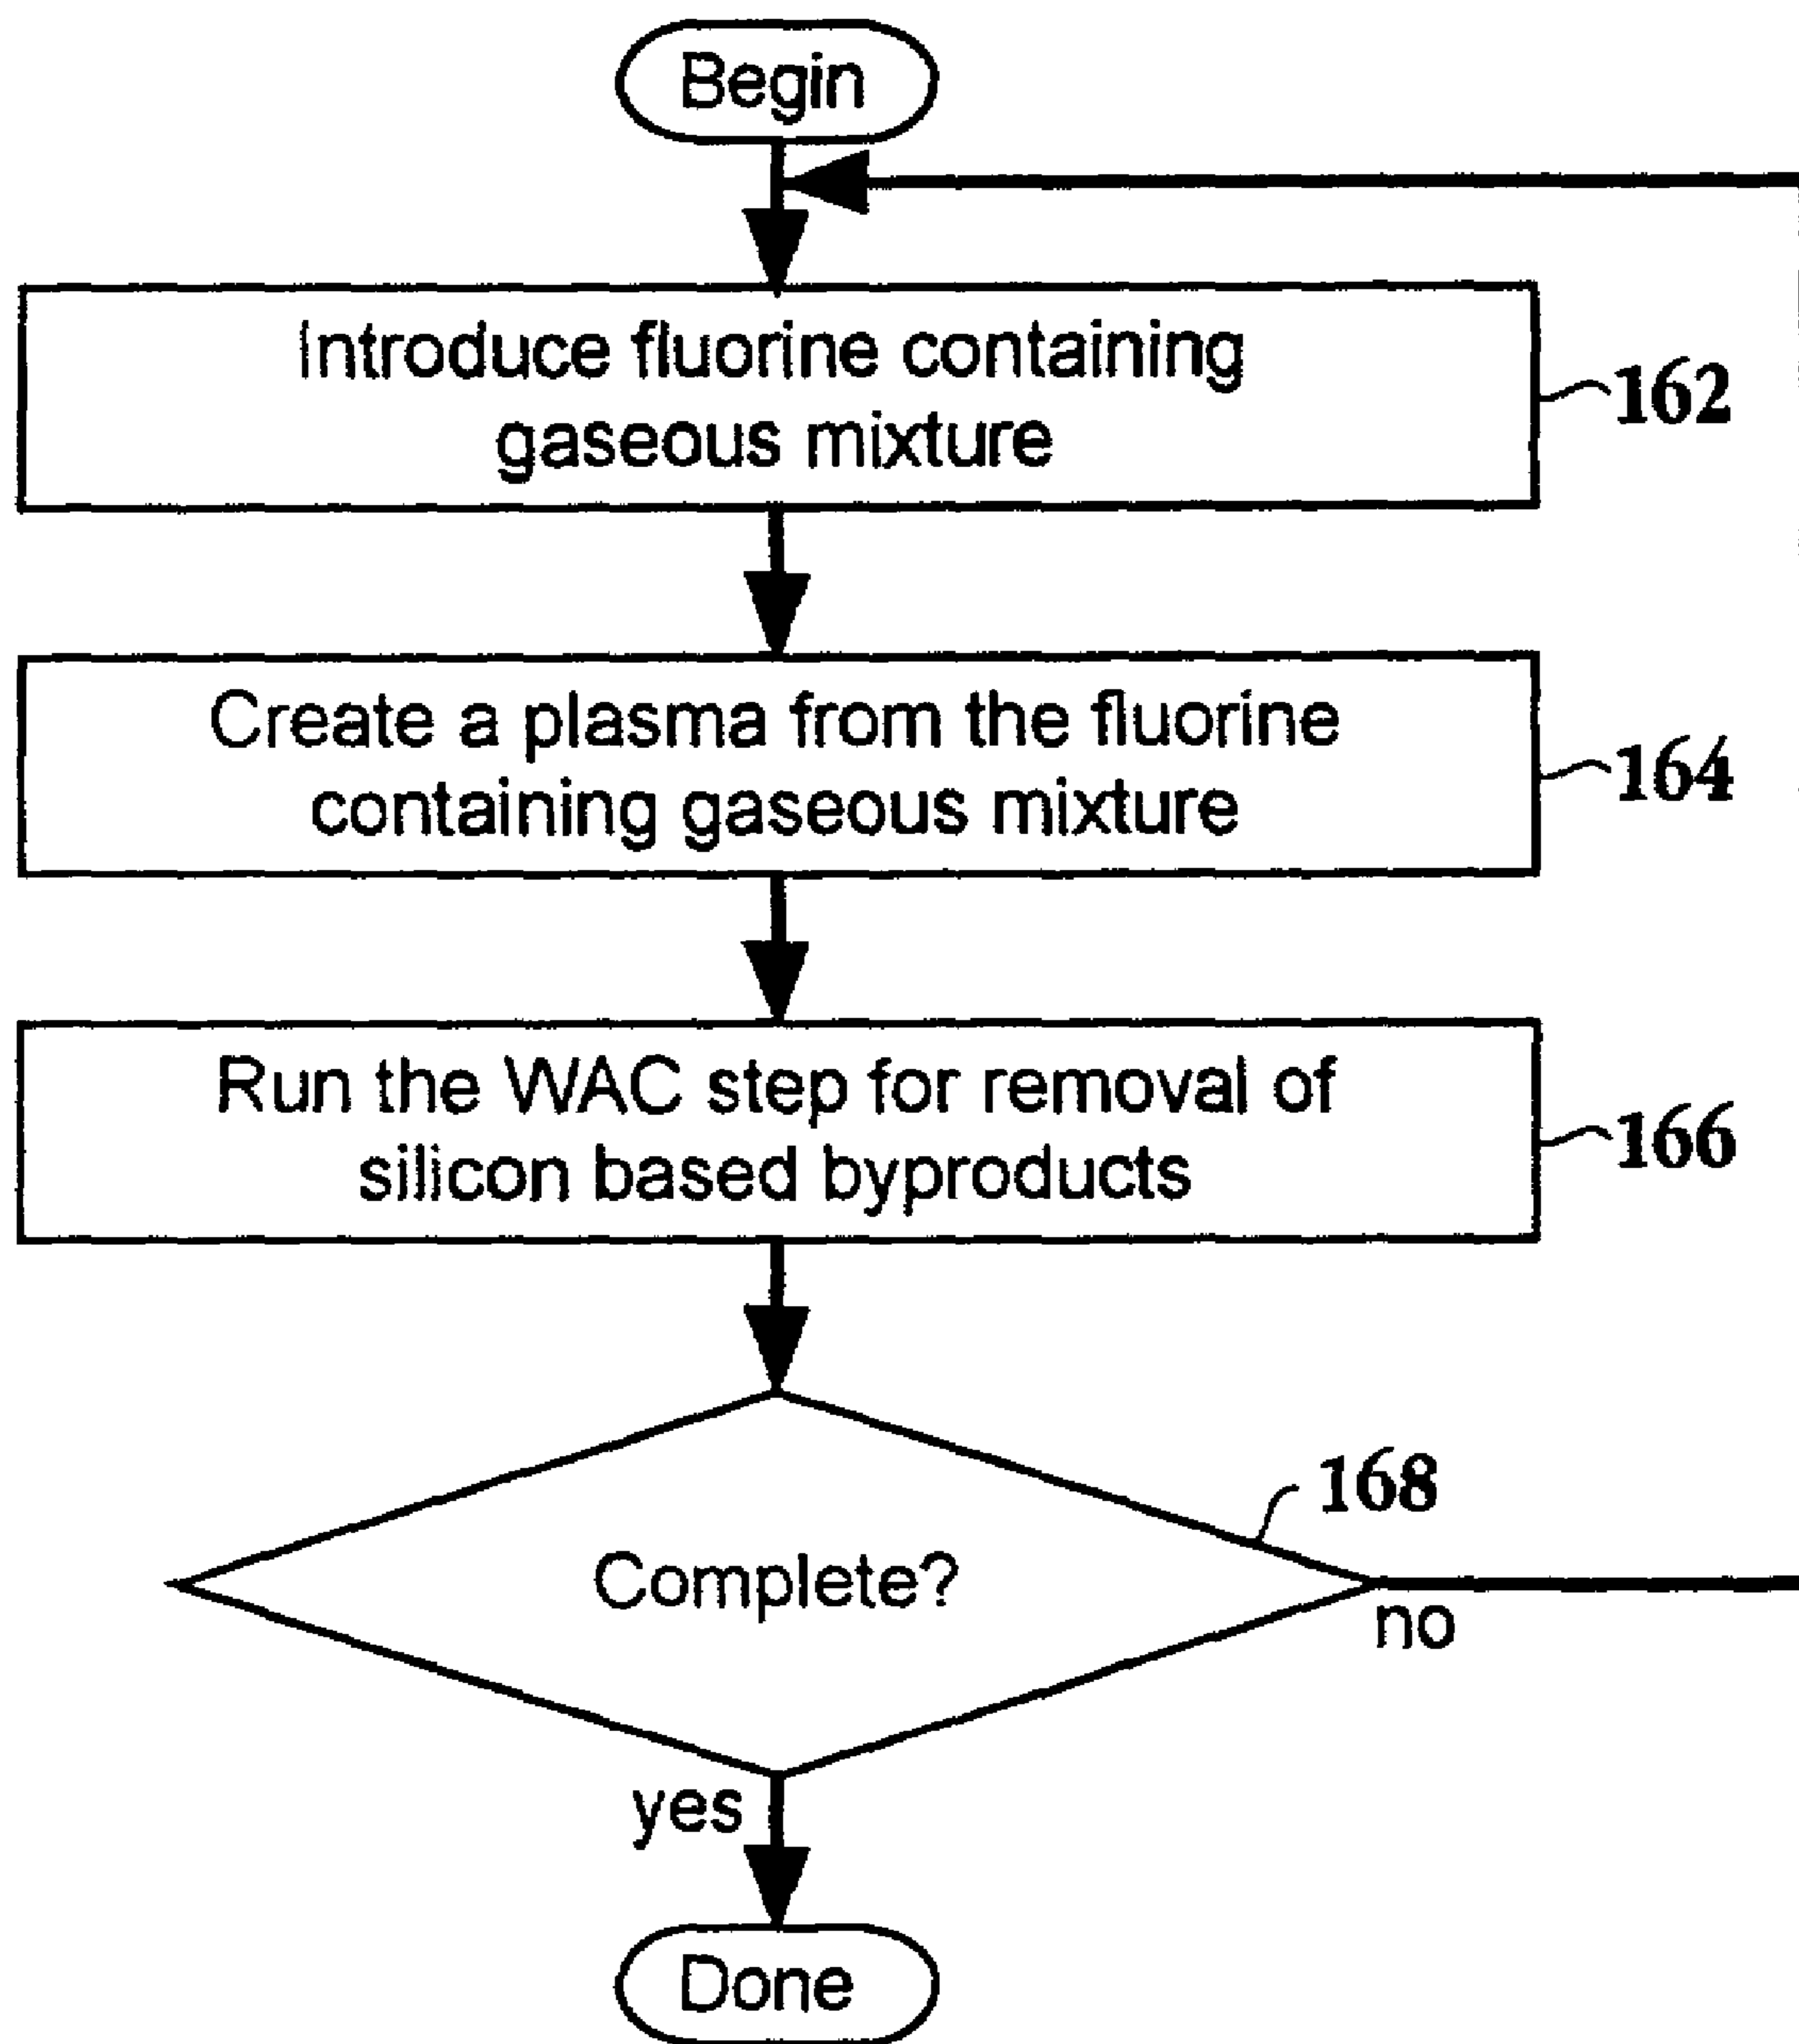 Begin
Introduce fluorine containing
gaseous mixture
162
Create a plasma from the fluorine
containing gaseous mixture
164
Run the WAC step for removal of
silicon based byproducts
166
168
Complete?
no
yes
Done